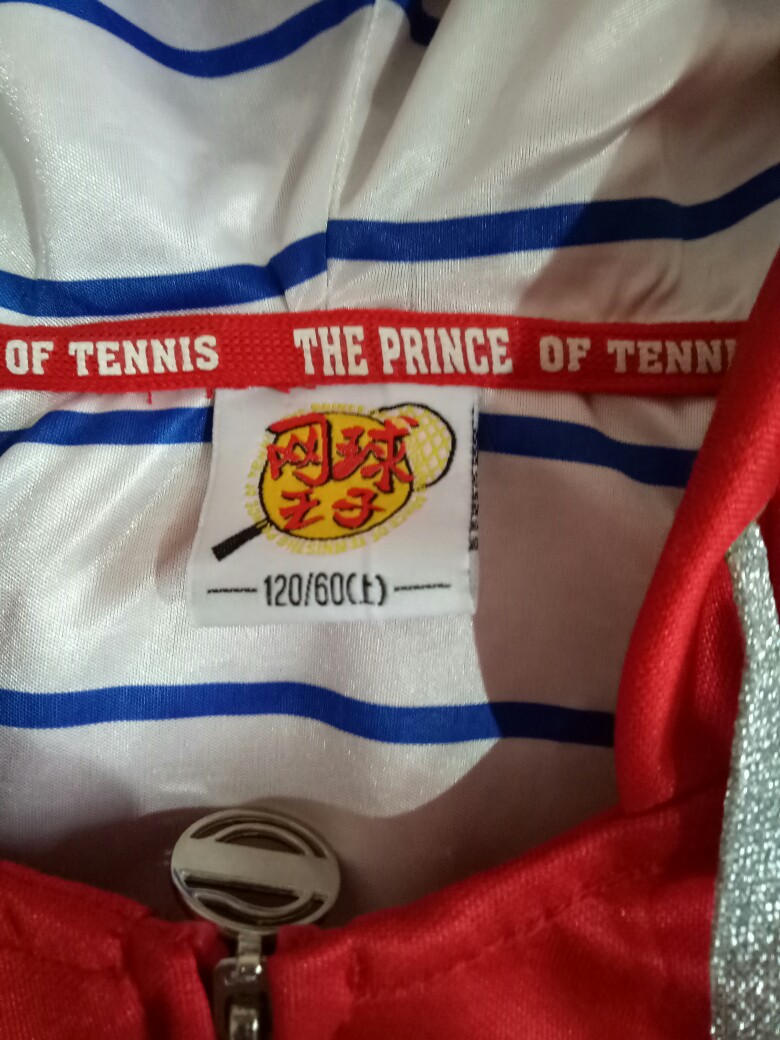 OF TENNIS THE PRINCE OF TENNI
网球
王子
120/60(上)